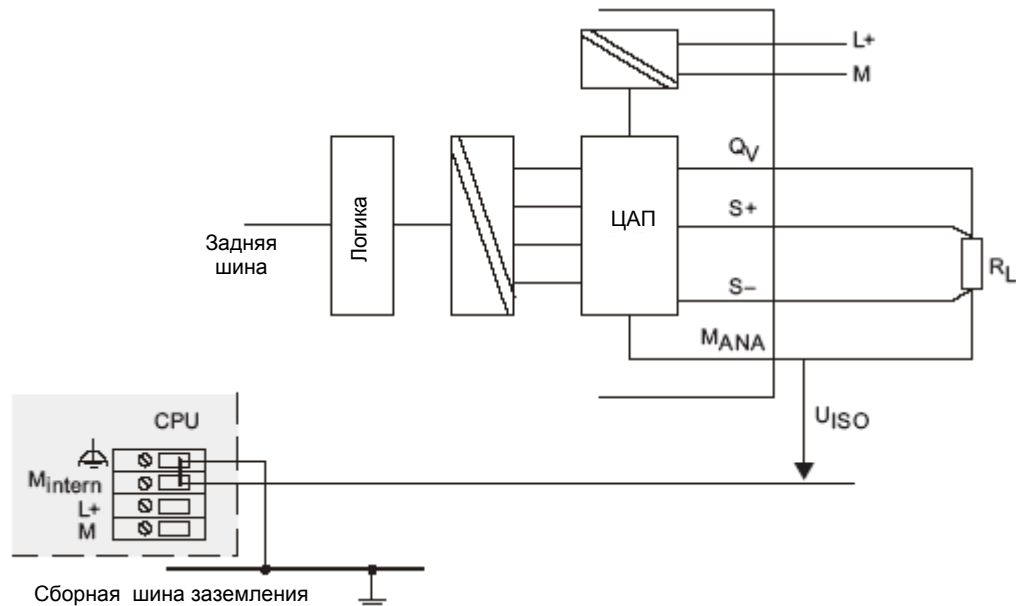 L+
M
Q_V
S+
S−
M_ANA
R_L
U_ISO
ЦАП
Логика
Задняя
шина
CPU
M_intern
L+
M
Сборная шина заземления